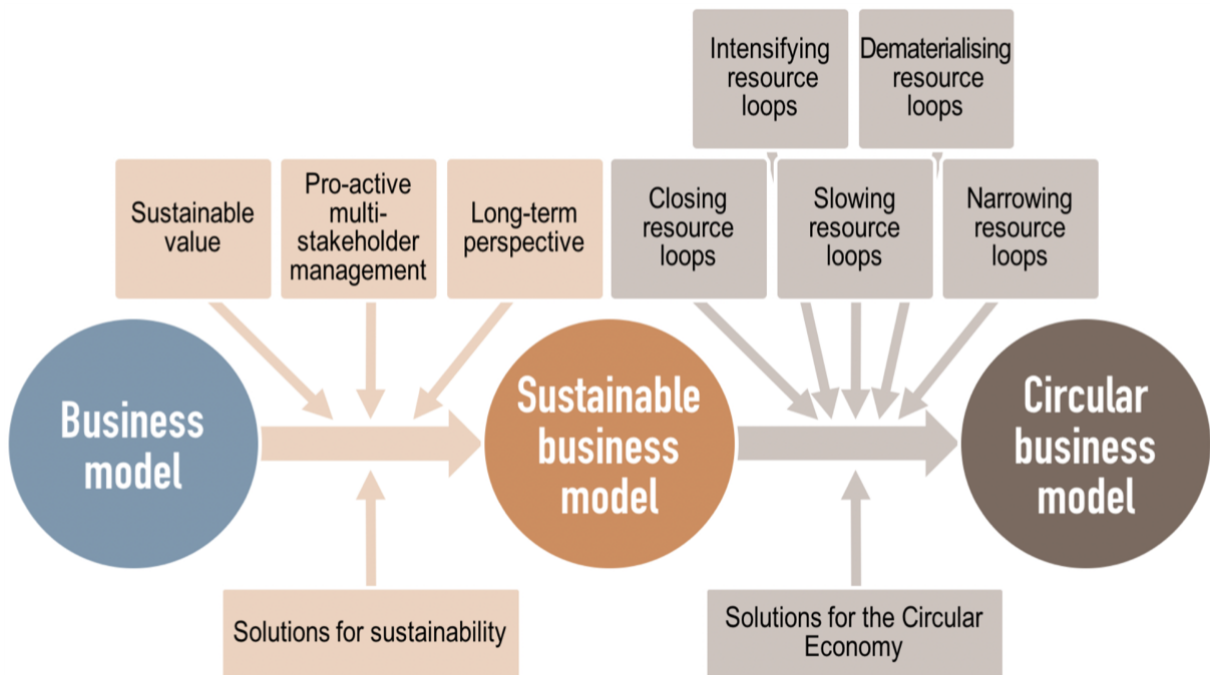 Intensifying
resource
loops
Dematerialising
resource
loops
Sustainable
value
Pro-active
multi-
stakeholder
management
Long-term
perspective
Closing
resource
loops
Slowing
resource
loops
Narrowing
resource
loops
Business
model
Sustainable
business
model
Circular
business
model
Solutions for sustainability
Solutions for the Circular
Economy